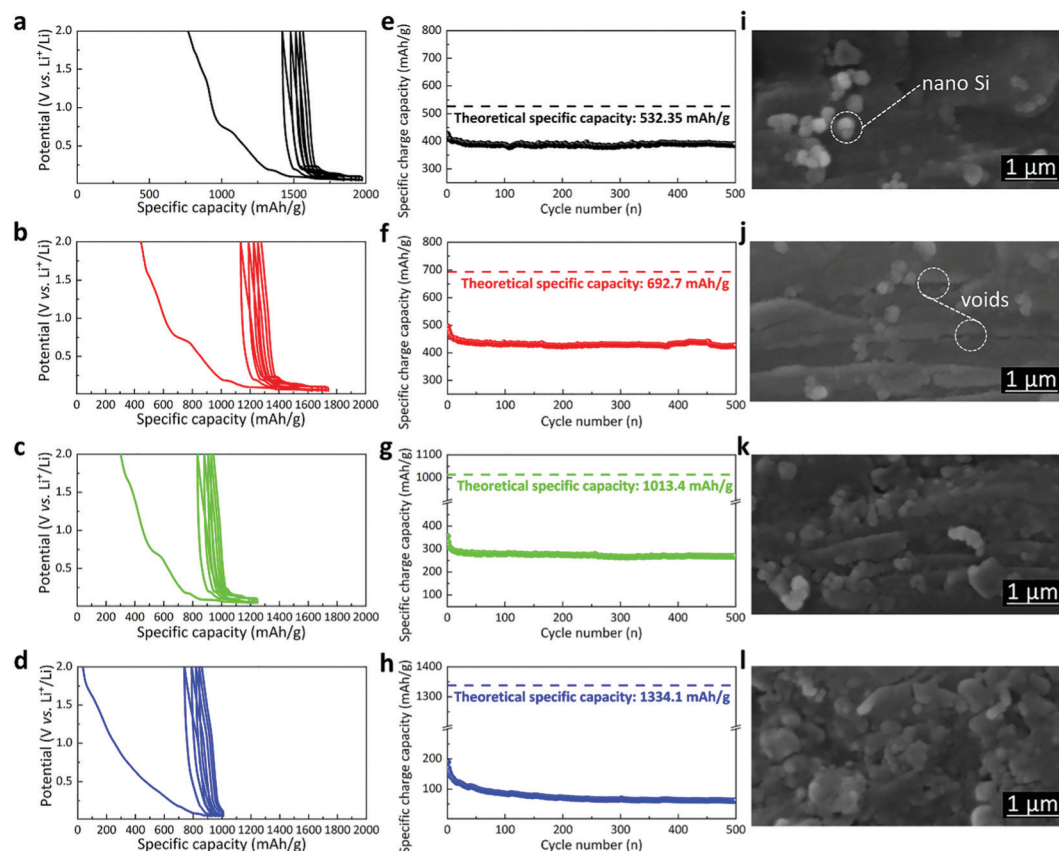 a
2.0
1.5
1.0
0.5
Potential (V vs. Li⁺/Li)
0 500 1000 1500 2000
Specific capacity (mAh/g)
e
800
700
600
500
400
300
Specific charge capacity (mAh/g)
Theoretical specific capacity: 532.35 mAh/g
0 100 200 300 400 500
Cycle number (n)
i
nano Si
1 μm
b
2.0
1.5
1.0
0.5
Potential (V vs. Li⁺/Li)
0 200 400 600 800 1000 1200 1400 1600 1800 2000
Specific capacity (mAh/g)
f
800
700
600
500
400
300
Specific charge capacity (mAh/g)
Theoretical specific capacity: 692.7 mAh/g
0 100 200 300 400 500
Cycle number (n)
j
voids
1 μm
c
2.0
1.5
1.0
0.5
Potential (V vs. Li⁺/Li)
0 200 400 600 800 1000 1200 1400 1600 1800 2000
Specific capacity (mAh/g)
g
1100
1000
400
300
200
100
Specific charge capacity (mAh/g)
Theoretical specific capacity: 1013.4 mAh/g
0 100 200 300 400 500
Cycle number (n)
k
1 μm
d
2.0
1.5
1.0
0.5
Potential (V vs. Li⁺/Li)
0 200 400 600 800 1000 1200 1400 1600 1800 2000
Specific capacity (mAh/g)
h
1400
1300
200
100
Specific charge capacity (mAh/g)
Theoretical specific capacity: 1334.1 mAh/g
0 100 200 300 400 500
Cycle number (n)
l
1 μm